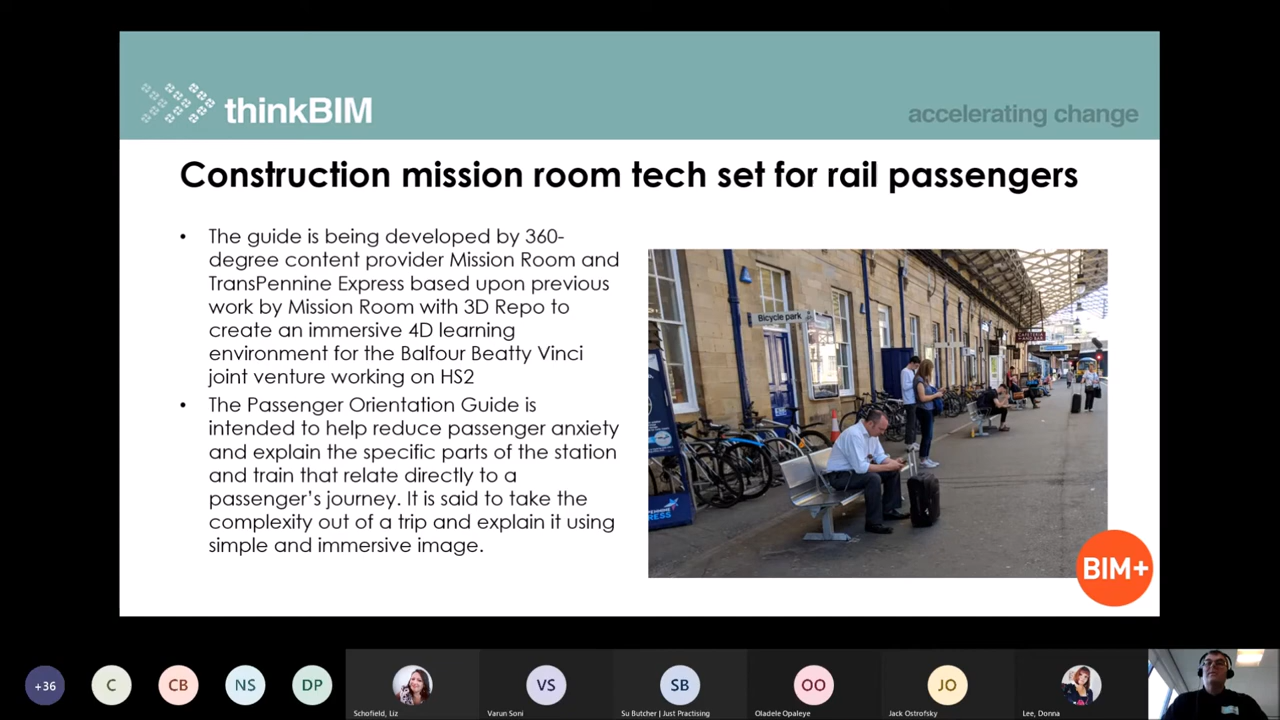 thinkBIM
accelerating change
Construction mission room tech set for rail passengers
• The guide is being developed by 360-
degree content provider Mission Room and
TransPennine Express based upon previous
work by Mission Room with 3D Repo to
create an immersive 4D learning
environment for the Balfour Beatty Vinci
joint venture working on HS2
• The Passenger Orientation Guide is
intended to help reduce passenger anxiety
and explain the specific parts of the station
and train that relate directly to a
passenger's journey. It is said to take the
complexity out of a trip and explain it using
simple and immersive image.
Bicycle park
BIM+
+36
C
CB
NS
DP
VS
SB
OO
JO
Schofield, Liz
Varun Soni
Su Butcher | Just Practising
Oladele Opaleye
Jack Ostrofsky
Lee, Donna